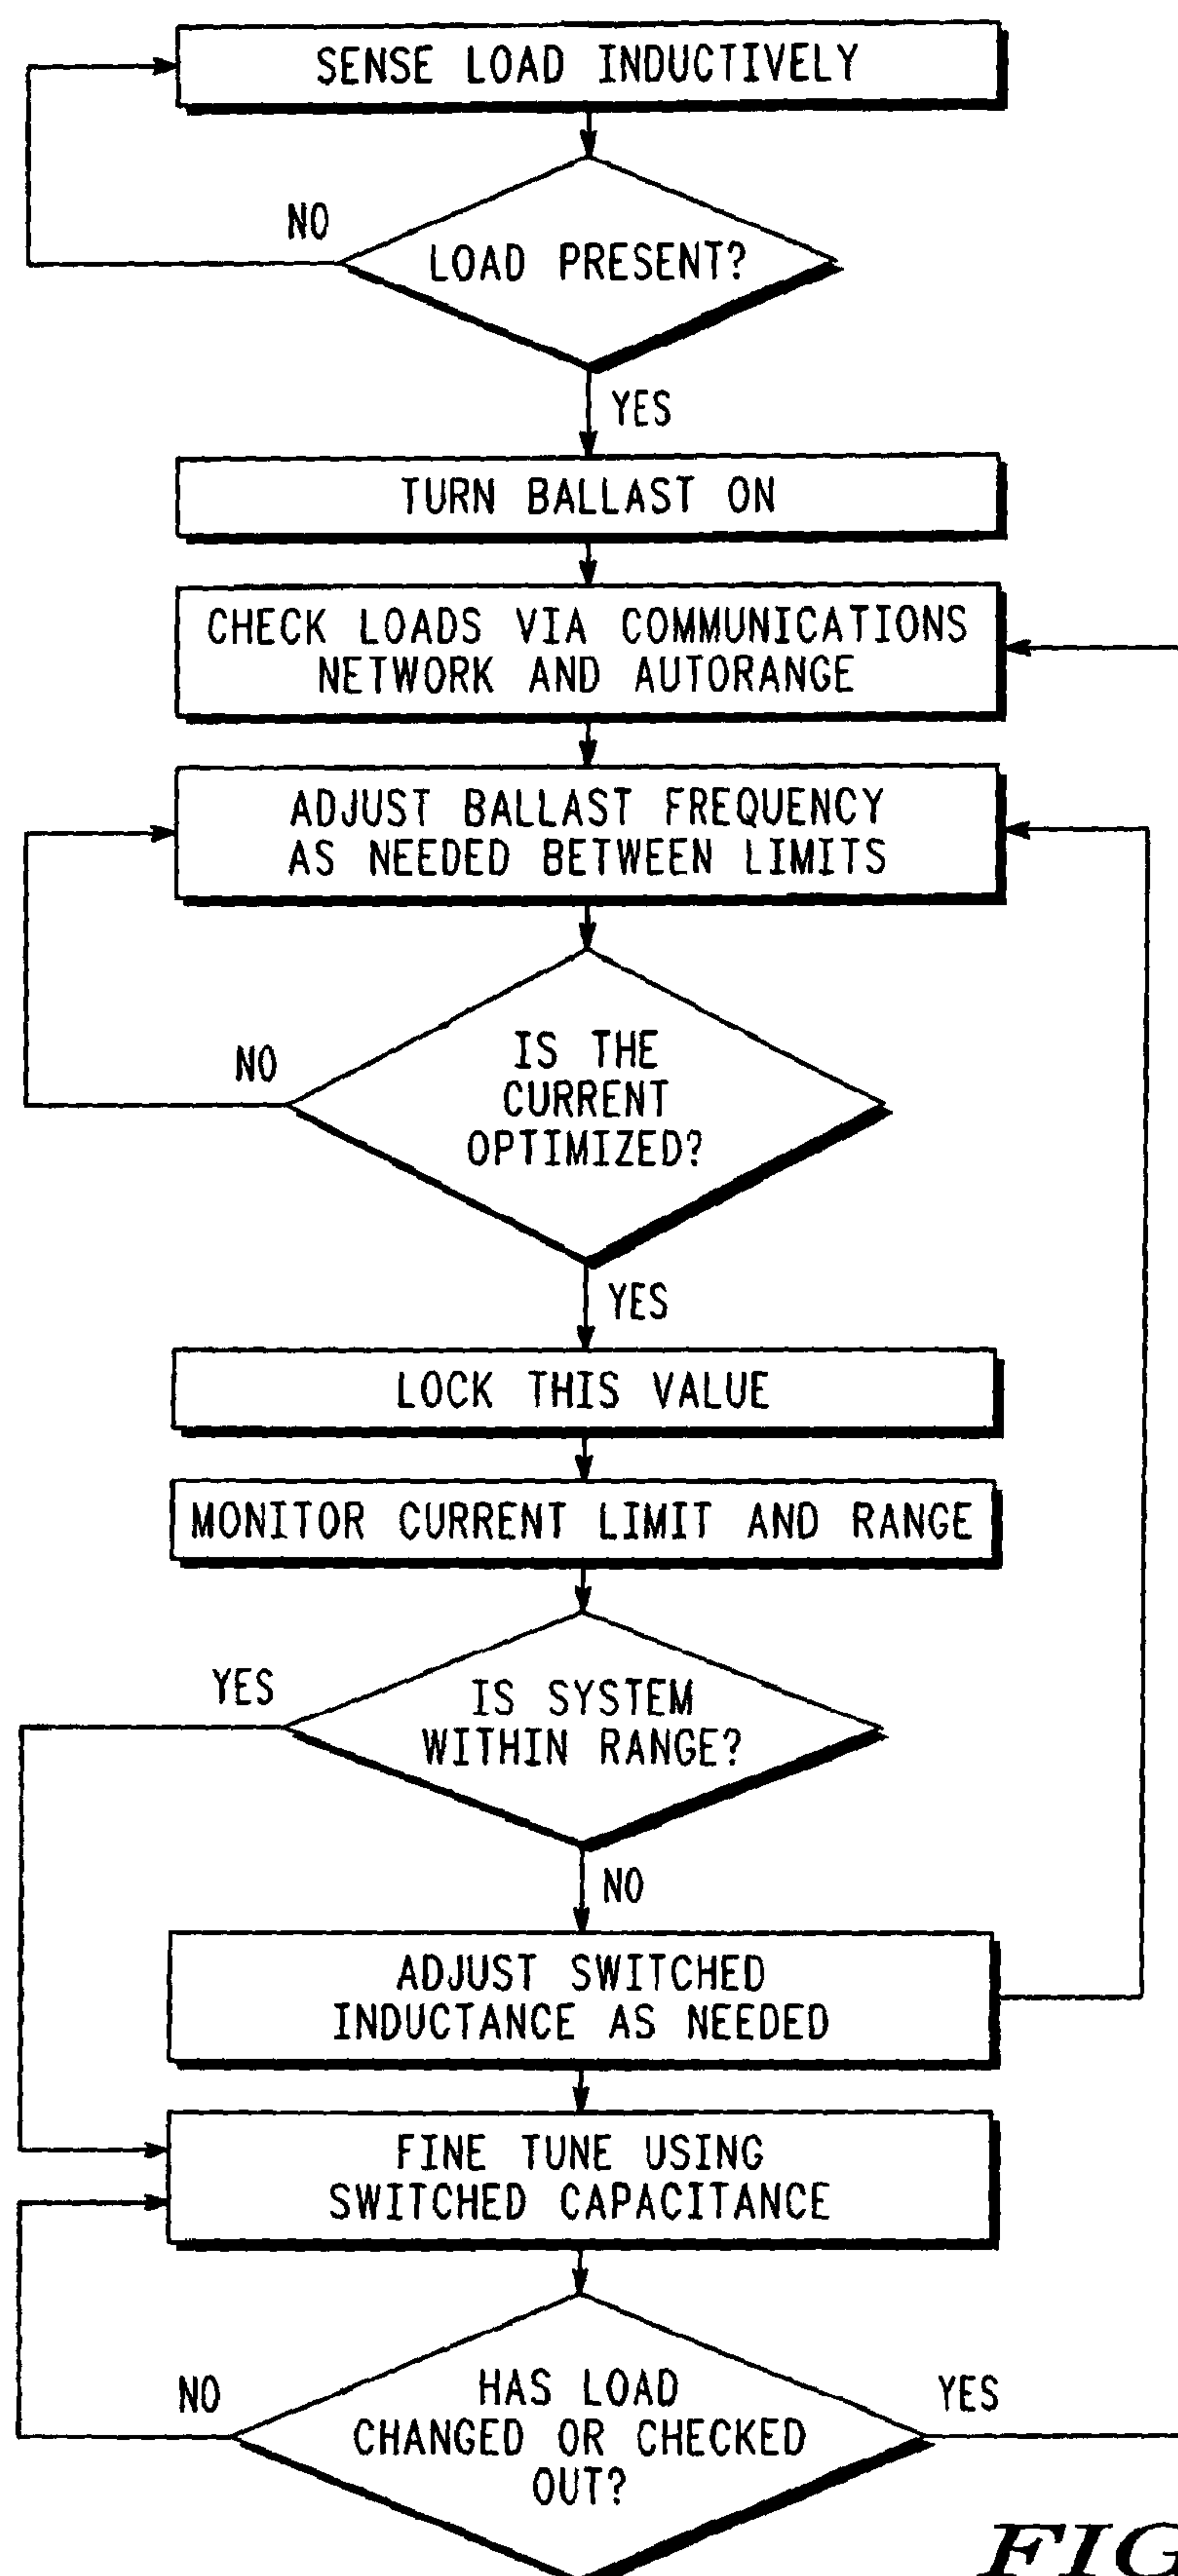 SENSE LOAD INDUCTIVELY
NO
LOAD PRESENT?
YES
TURN BALLAST ON
CHECK LOADS VIA COMMUNICATIONS
NETWORK AND AUTORANGE
ADJUST BALLAST FREQUENCY
AS NEEDED BETWEEN LIMITS
NO
IS THE
CURRENT
OPTIMIZED?
YES
LOCK THIS VALUE
MONITOR CURRENT LIMIT AND RANGE
YES
IS SYSTEM
WITHIN RANGE?
NO
ADJUST SWITCHED
INDUCTANCE AS NEEDED
FINE TUNE USING
SWITCHED CAPACITANCE
NO
HAS LOAD
CHANGED OR CHECKED
OUT?
YES
FIG